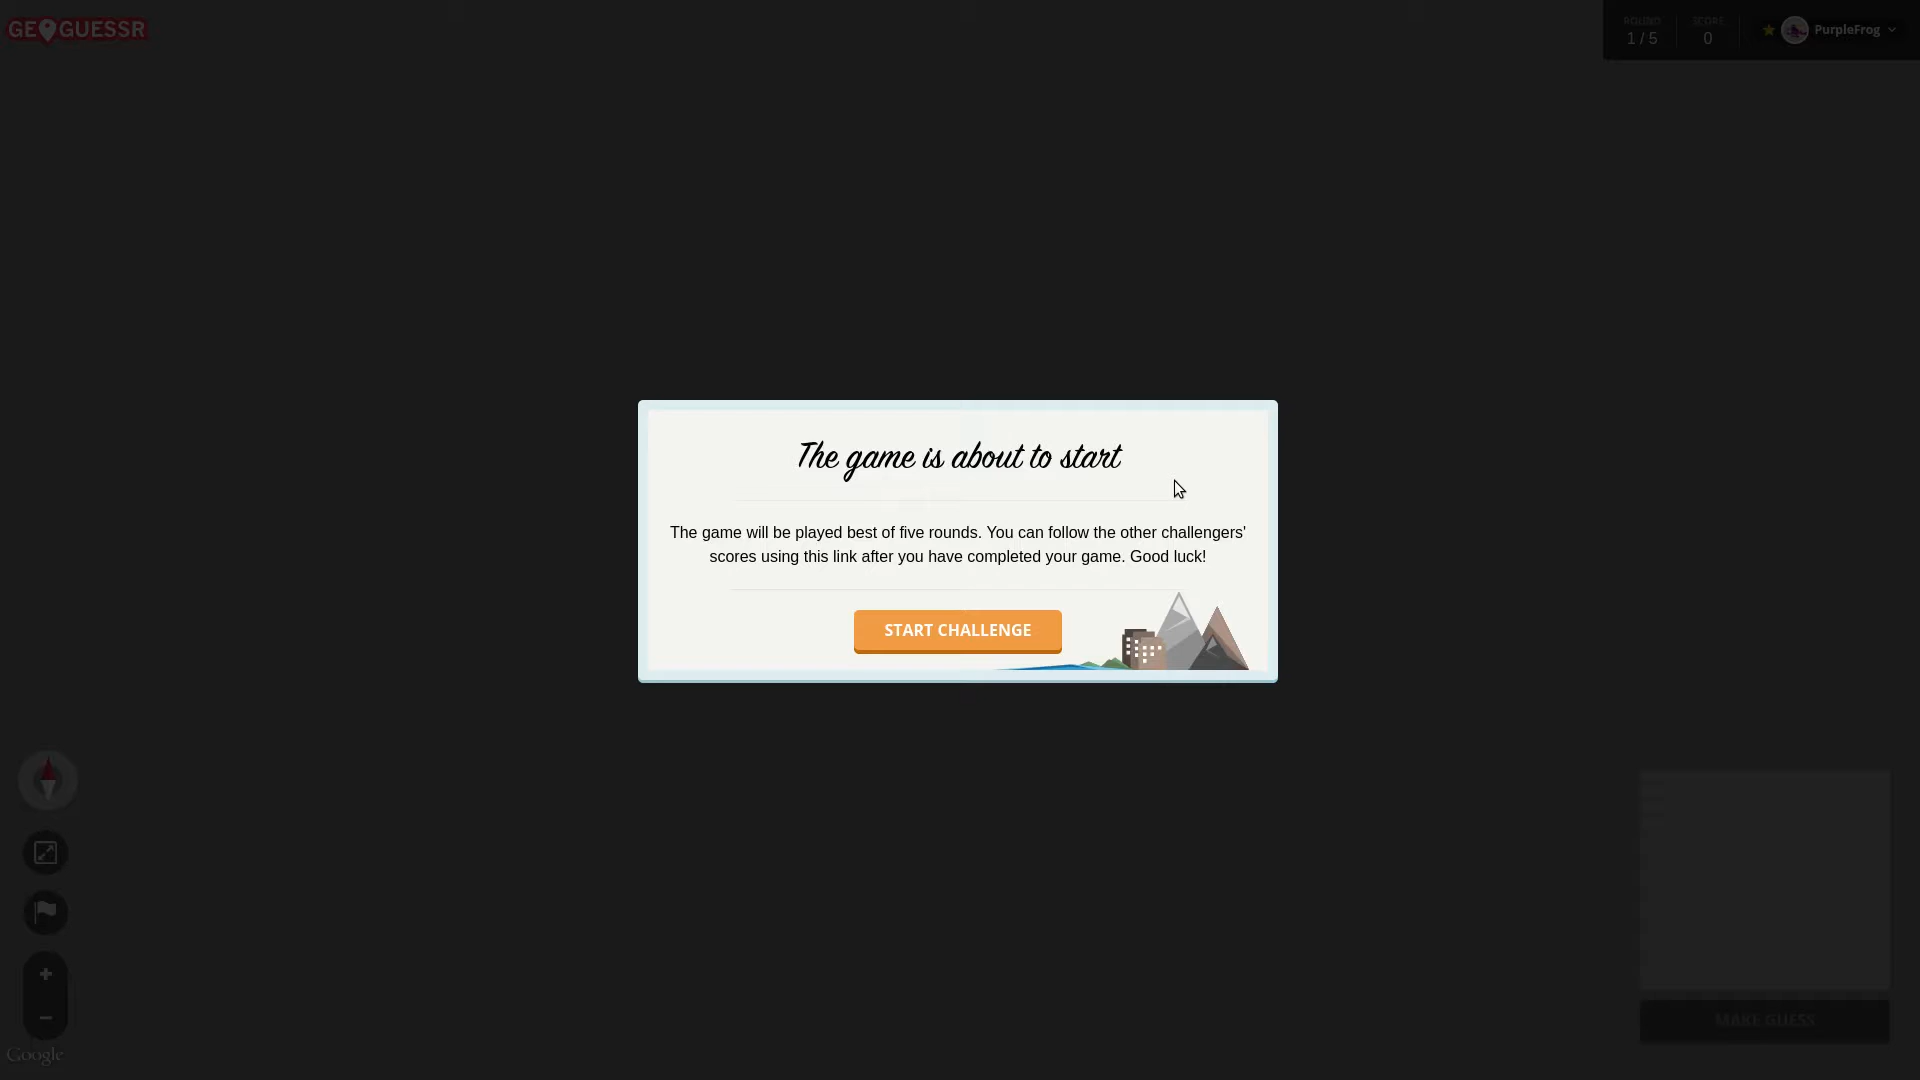 GEOGUESSR
ROUND
1 / 5
SCORE
0
PurpleFrog
The game is about to start
The game will be played best of five rounds. You can follow the other challengers'
scores using this link after you have completed your game. Good luck!
START CHALLENGE
MAKE GUESS
Google